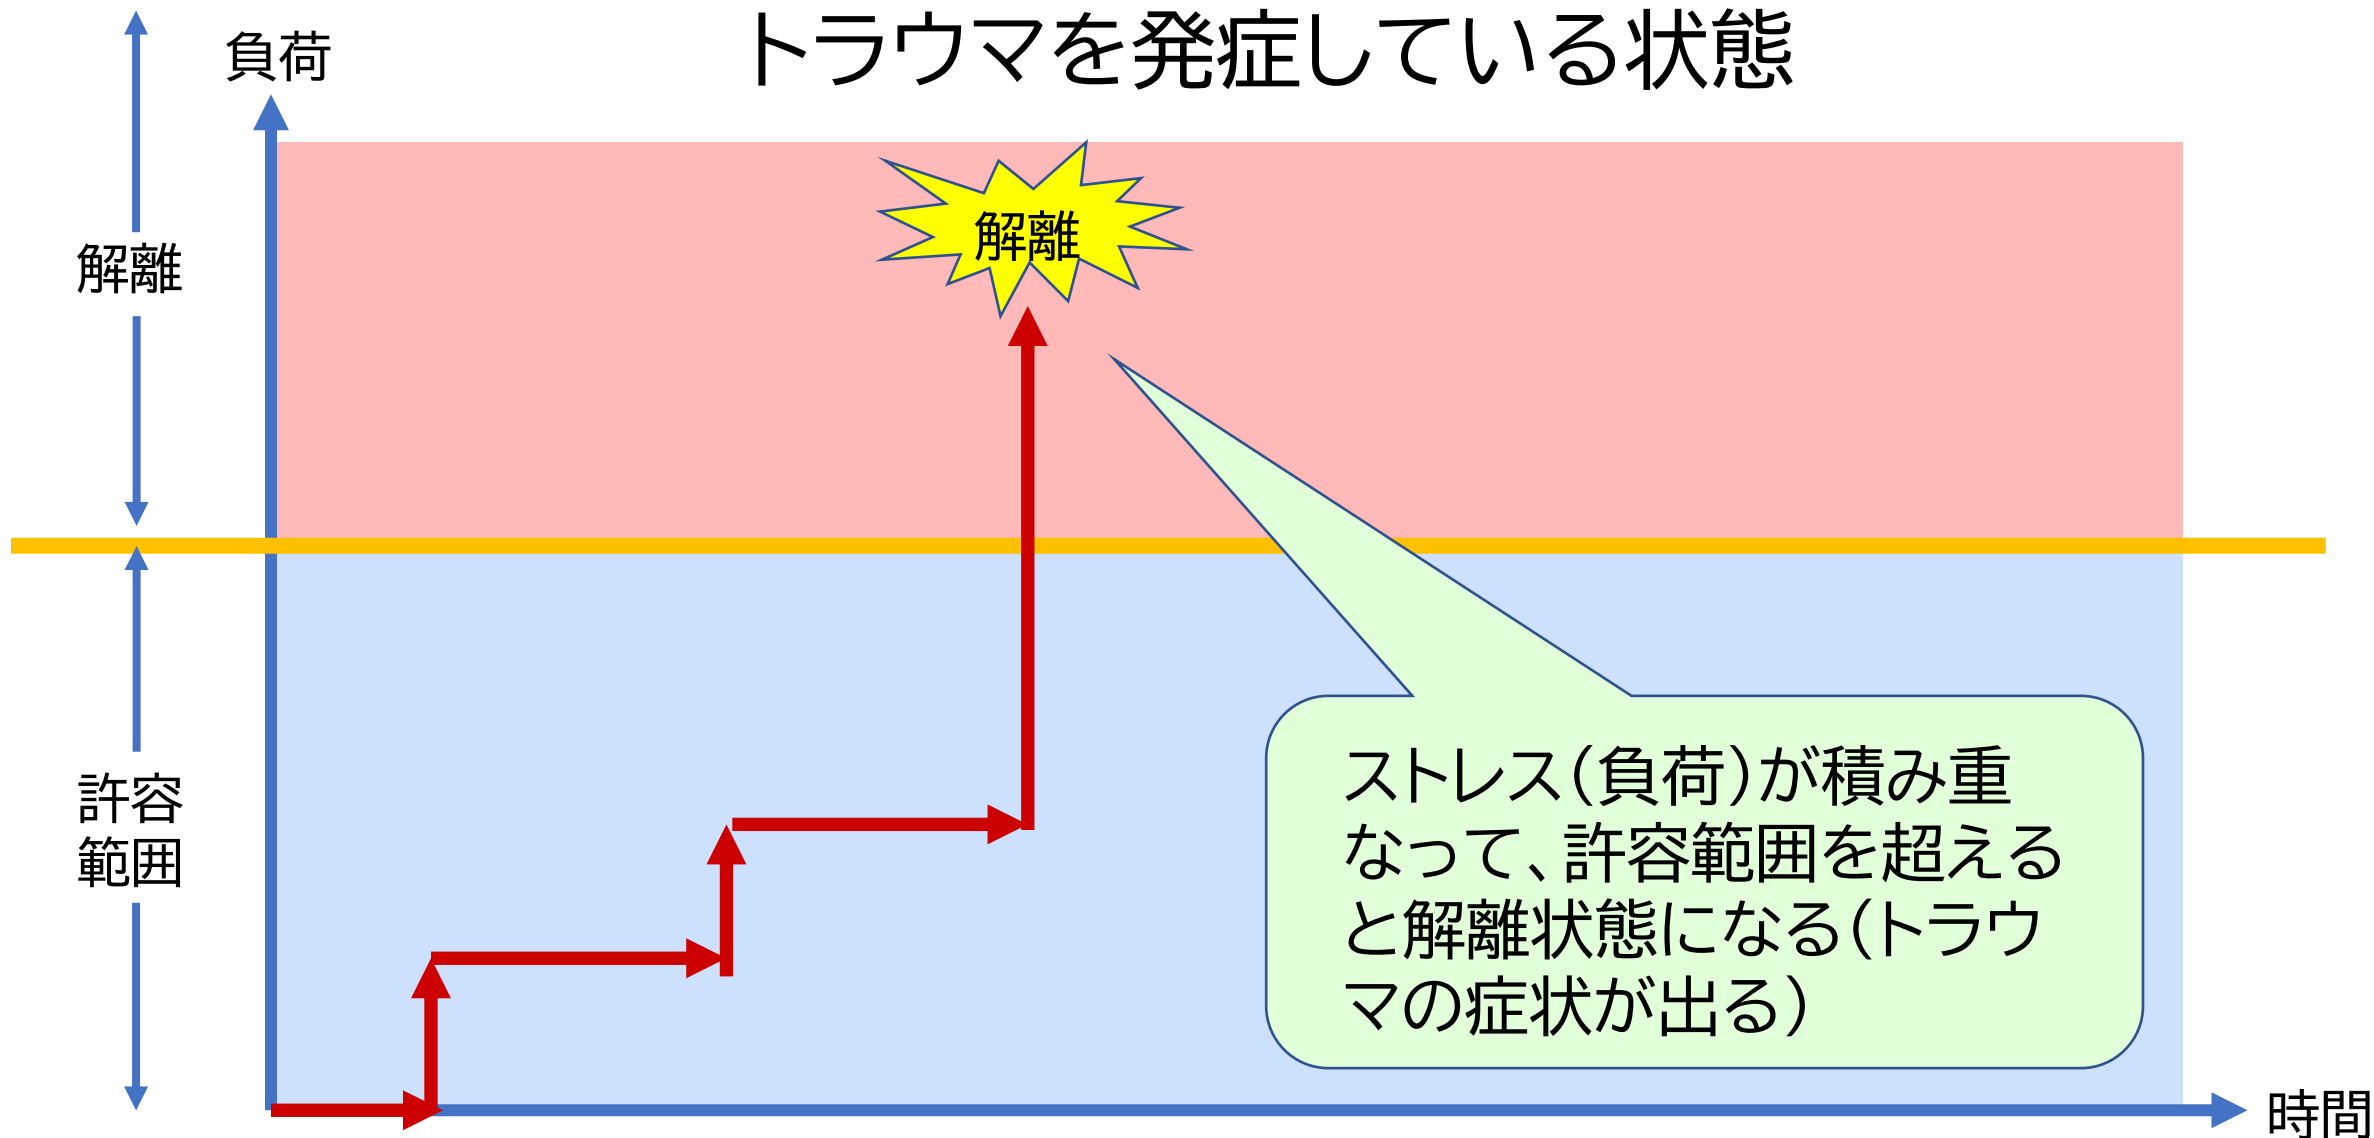 トラウマを発症している状態
負荷
解離
解離
許容
範囲
ストレス（負荷）が積み重
なって、許容範囲を超える
と解離状態になる（トラウ
マの症状が出る）
時間